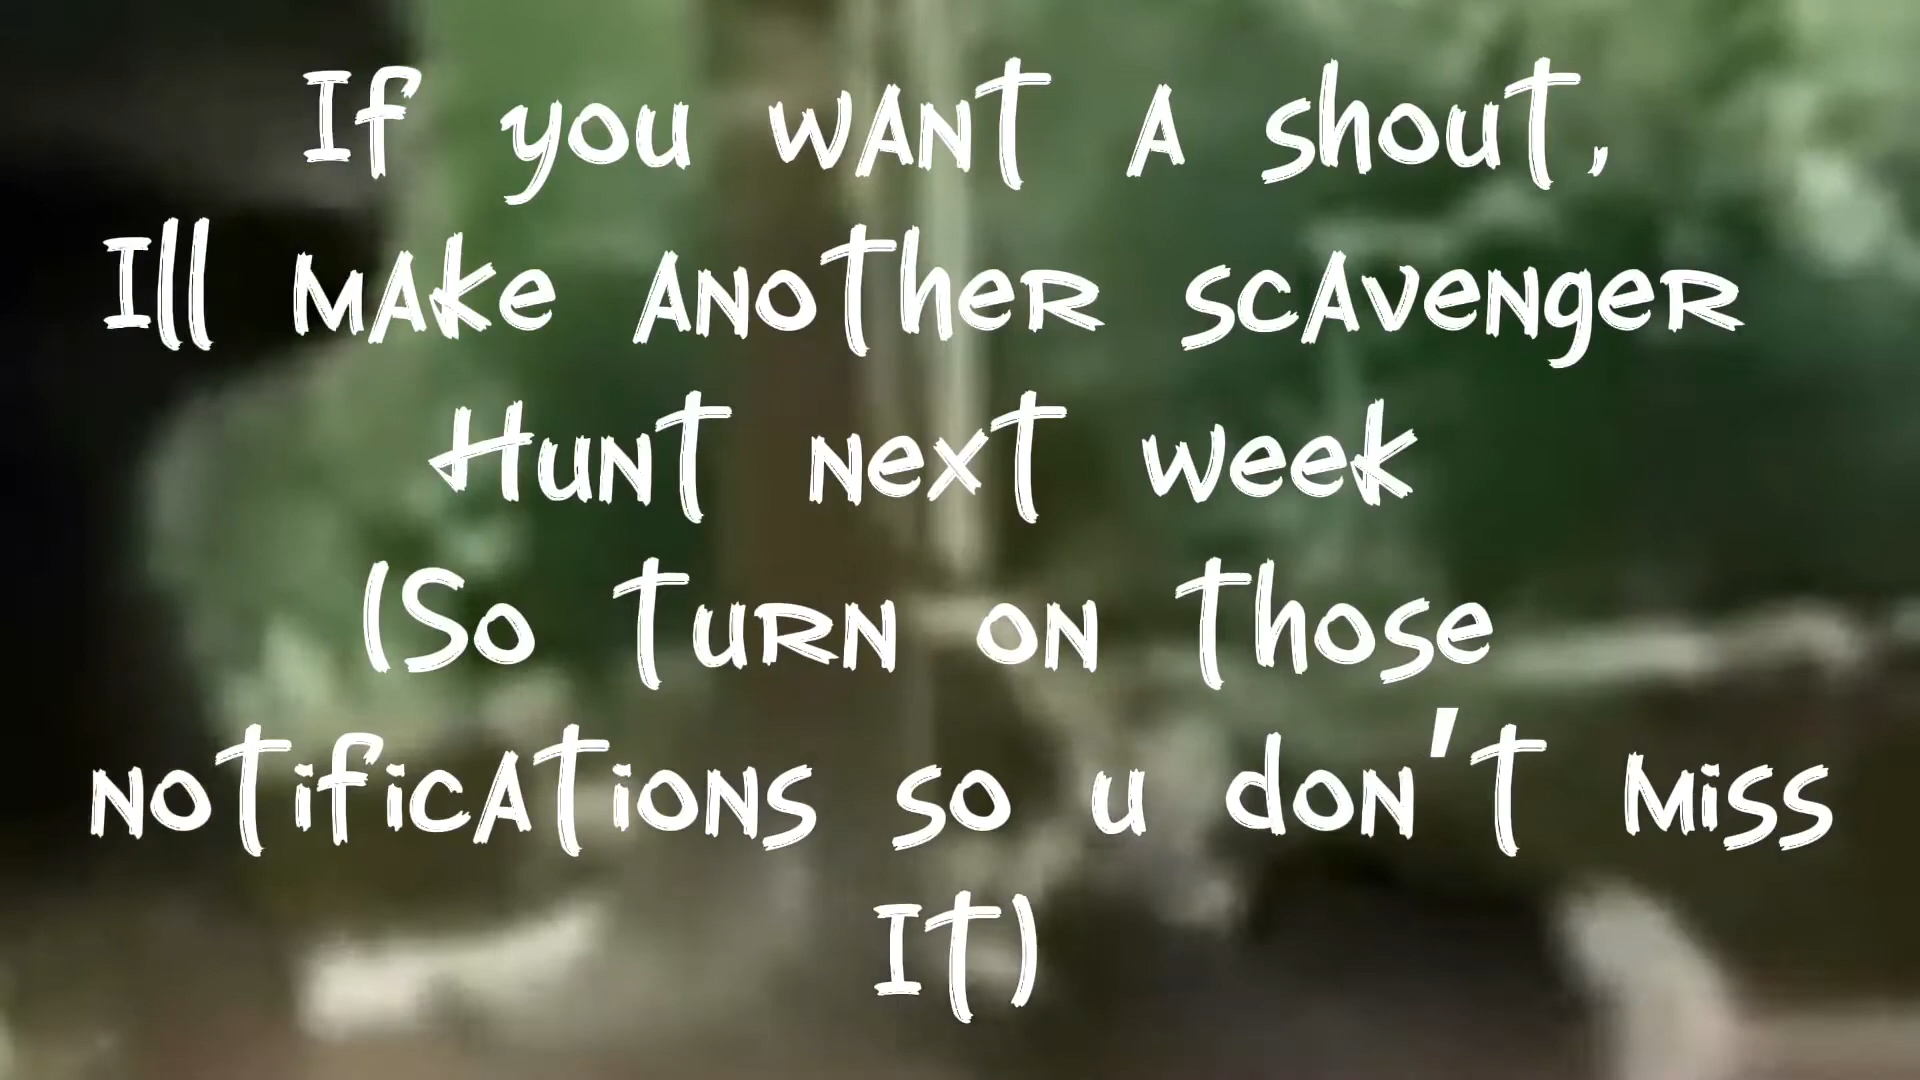 If you want a shout,
Ill make another scavenger
Hunt next week
(So turn on those
notifications so u don't miss
It)